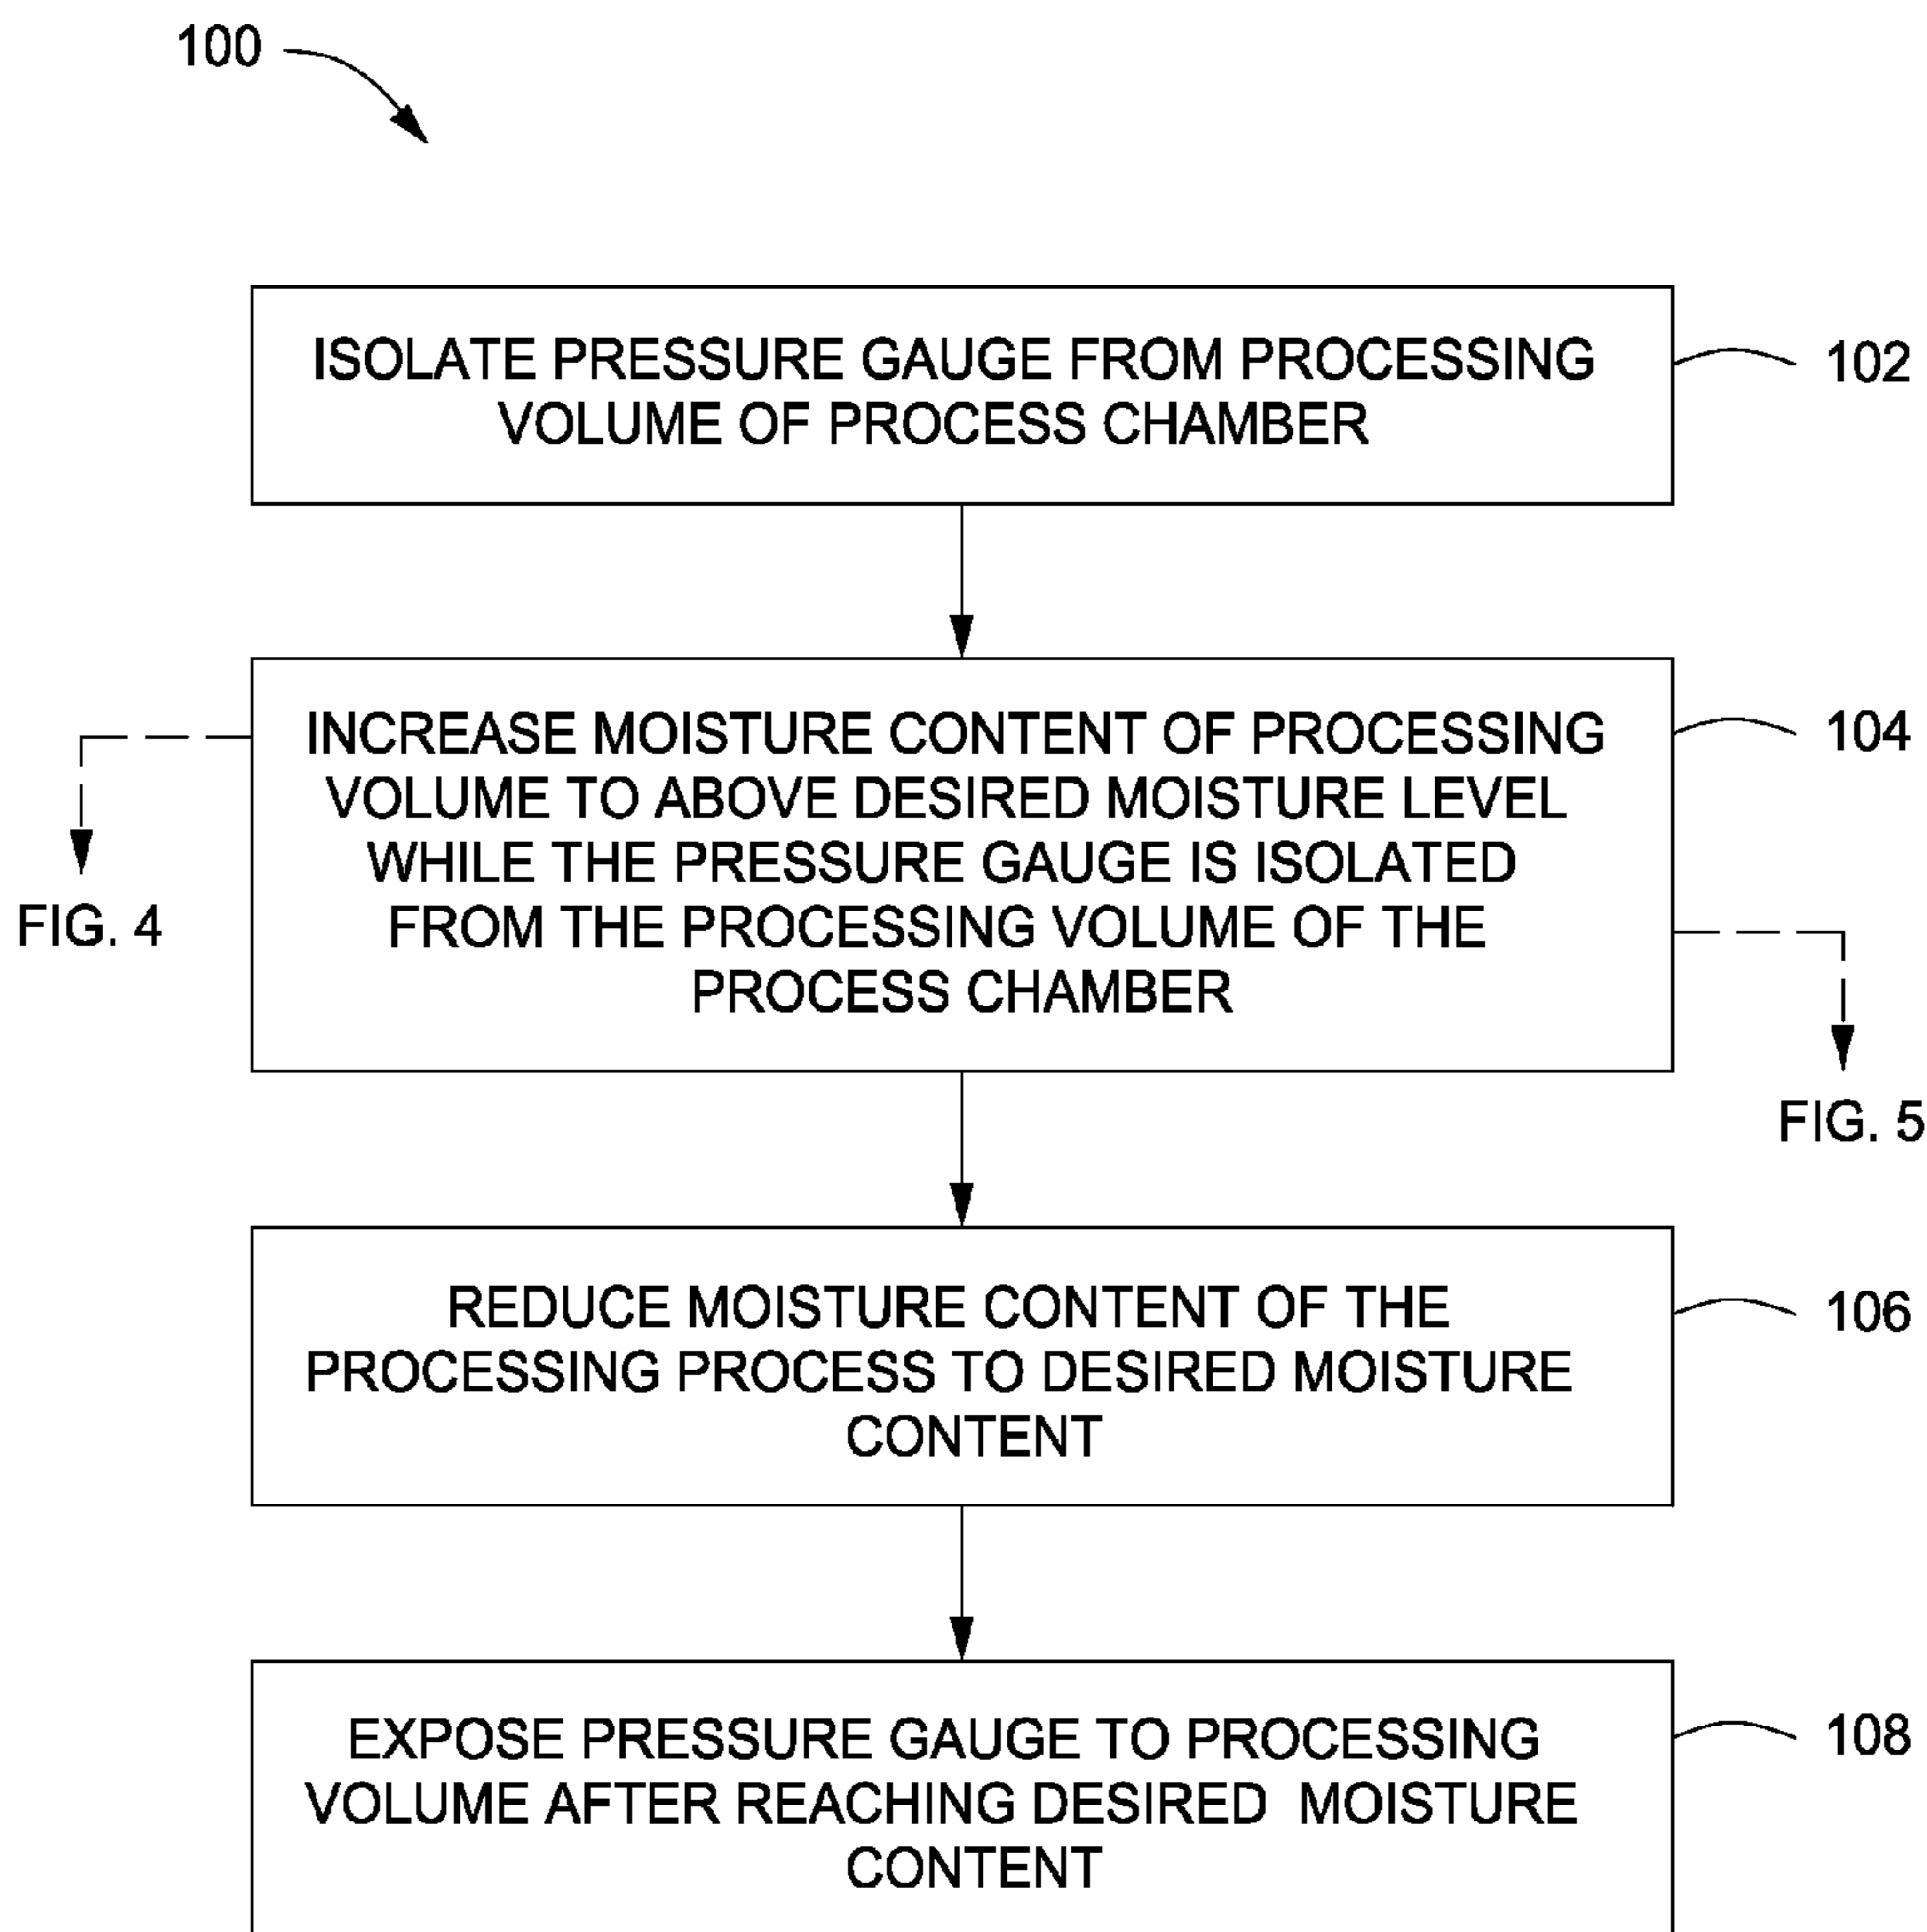 100
ISOLATE PRESSURE GAUGE FROM PROCESSING
VOLUME OF PROCESS CHAMBER
102
INCREASE MOISTURE CONTENT OF PROCESSING
VOLUME TO ABOVE DESIRED MOISTURE LEVEL
WHILE THE PRESSURE GAUGE IS ISOLATED
FROM THE PROCESSING VOLUME OF THE
PROCESS CHAMBER
104
FIG. 4
FIG. 5
REDUCE MOISTURE CONTENT OF THE
PROCESSING PROCESS TO DESIRED MOISTURE
CONTENT
106
EXPOSE PRESSURE GAUGE TO PROCESSING
VOLUME AFTER REACHING DESIRED MOISTURE
CONTENT
108